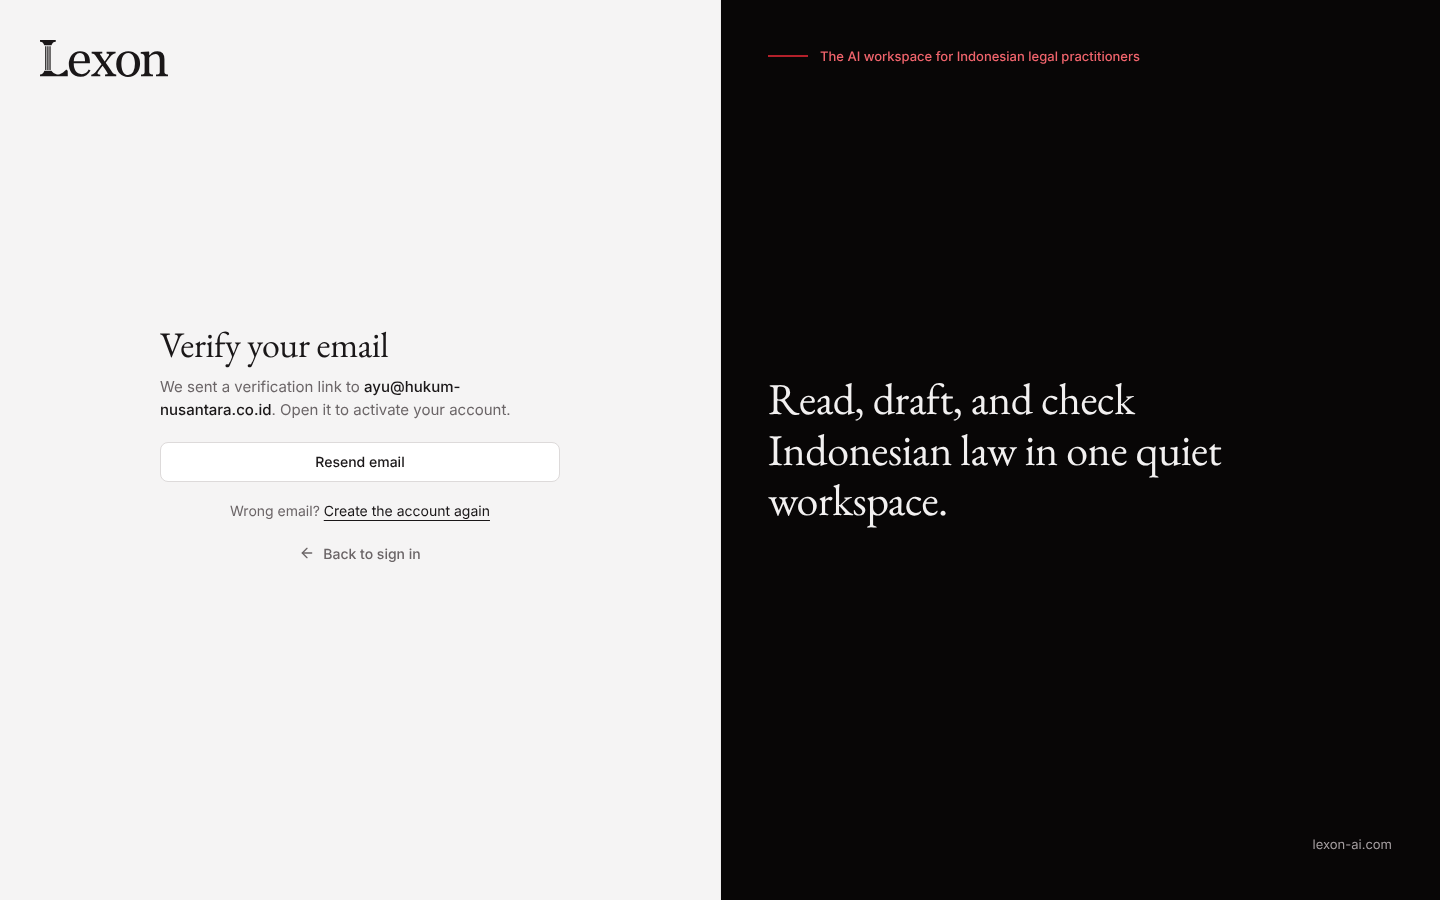 Lexon
Verify your email
We sent a verification link to ayu@hukum-
nusantara.co.id. Open it to activate your account.
Resend email
Wrong email? Create the account again
← Back to sign in
The AI workspace for Indonesian legal practitioners
Read, draft, and check
Indonesian law in one quiet
workspace.
lexon-ai.com